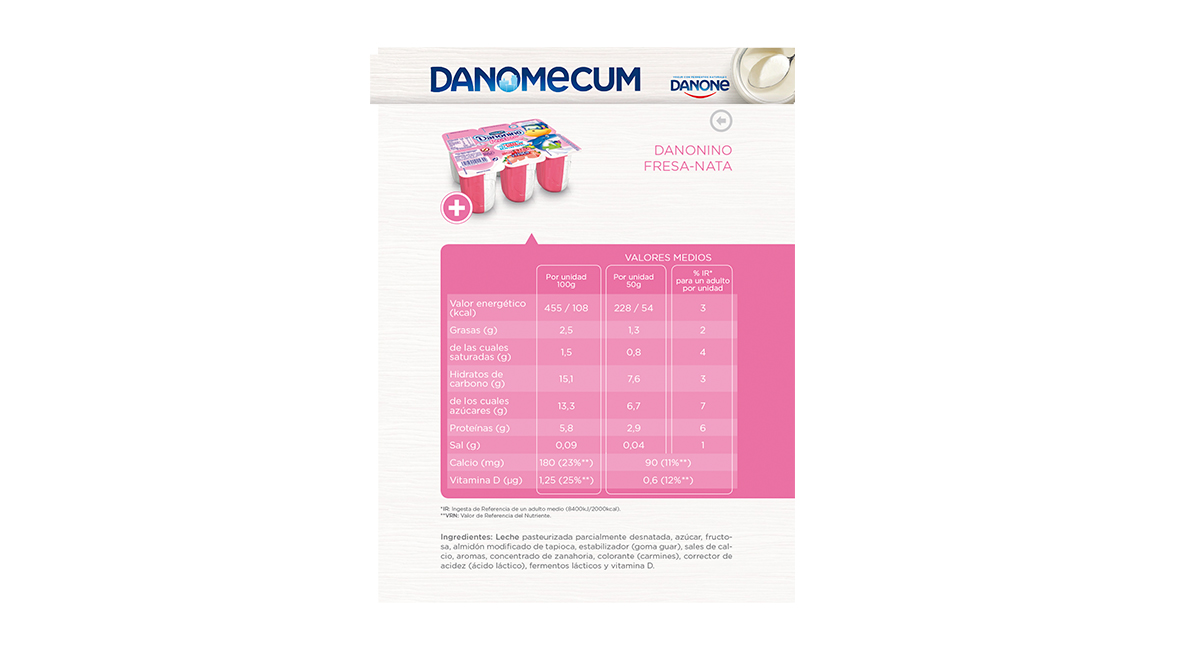 DANOMECUM
DANONE
Danonino
DANONINO
FRESA-NATA
VALORES MEDIOS
Por unidad
100g
Por unidad
50g
% IR*
para un adulto
por unidad
Valor energético
(kcal)
455 / 108
228 / 54
3
Grasas (g)
2,5
1,3
2
de las cuales
saturadas (g)
1,5
0,8
4
Hidratos de
carbono (g)
15,1
7,6
3
de los cuales
azúcares (g)
13,3
6,7
7
Proteínas (g)
5,8
2,9
6
Sal (g)
0,09
0,04
1
Calcio (mg)
180 (23%**)
90 (11%**)
Vitamina D (µg)
1,25 (25%**)
0,6 (12%**)
*IR: Ingesta de Referencia de un adulto medio (8400kJ/2000kcal).
**VRN: Valor de Referencia del Nutriente.
Ingredientes: Leche pasteurizada parcialmente desnatada, azúcar, fructo-
sa, almidón modificado de tapioca, estabilizador (goma guar), sales de cal-
cio, aromas, concentrado de zanahoria, colorante (carmines), corrector de
acidez (ácido láctico), fermentos lácticos y vitamina D.